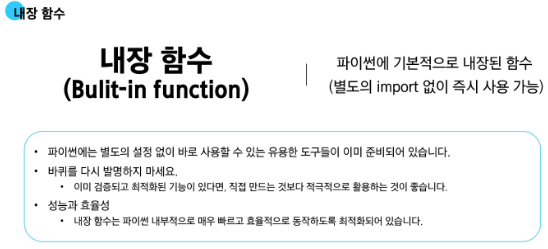 내장 함수
내장 함수
(Bulit-in function)
파이썬에 기본적으로 내장된 함수
(별도의 import 없이 즉시 사용 가능)
• 파이썬에는 별도의 설정 없이 바로 사용할 수 있는 유용한 도구들이 이미 준비되어 있습니다.
• 바퀴를 다시 발명하지 마세요.
• 이미 검증되고 최적화된 기능이 있다면, 직접 만드는 것보다 적극적으로 활용하는 것이 좋습니다.
• 성능과 효율성
• 내장 함수는 파이썬 내부적으로 매우 빠르고 효율적으로 동작하도록 최적화되어 있습니다.